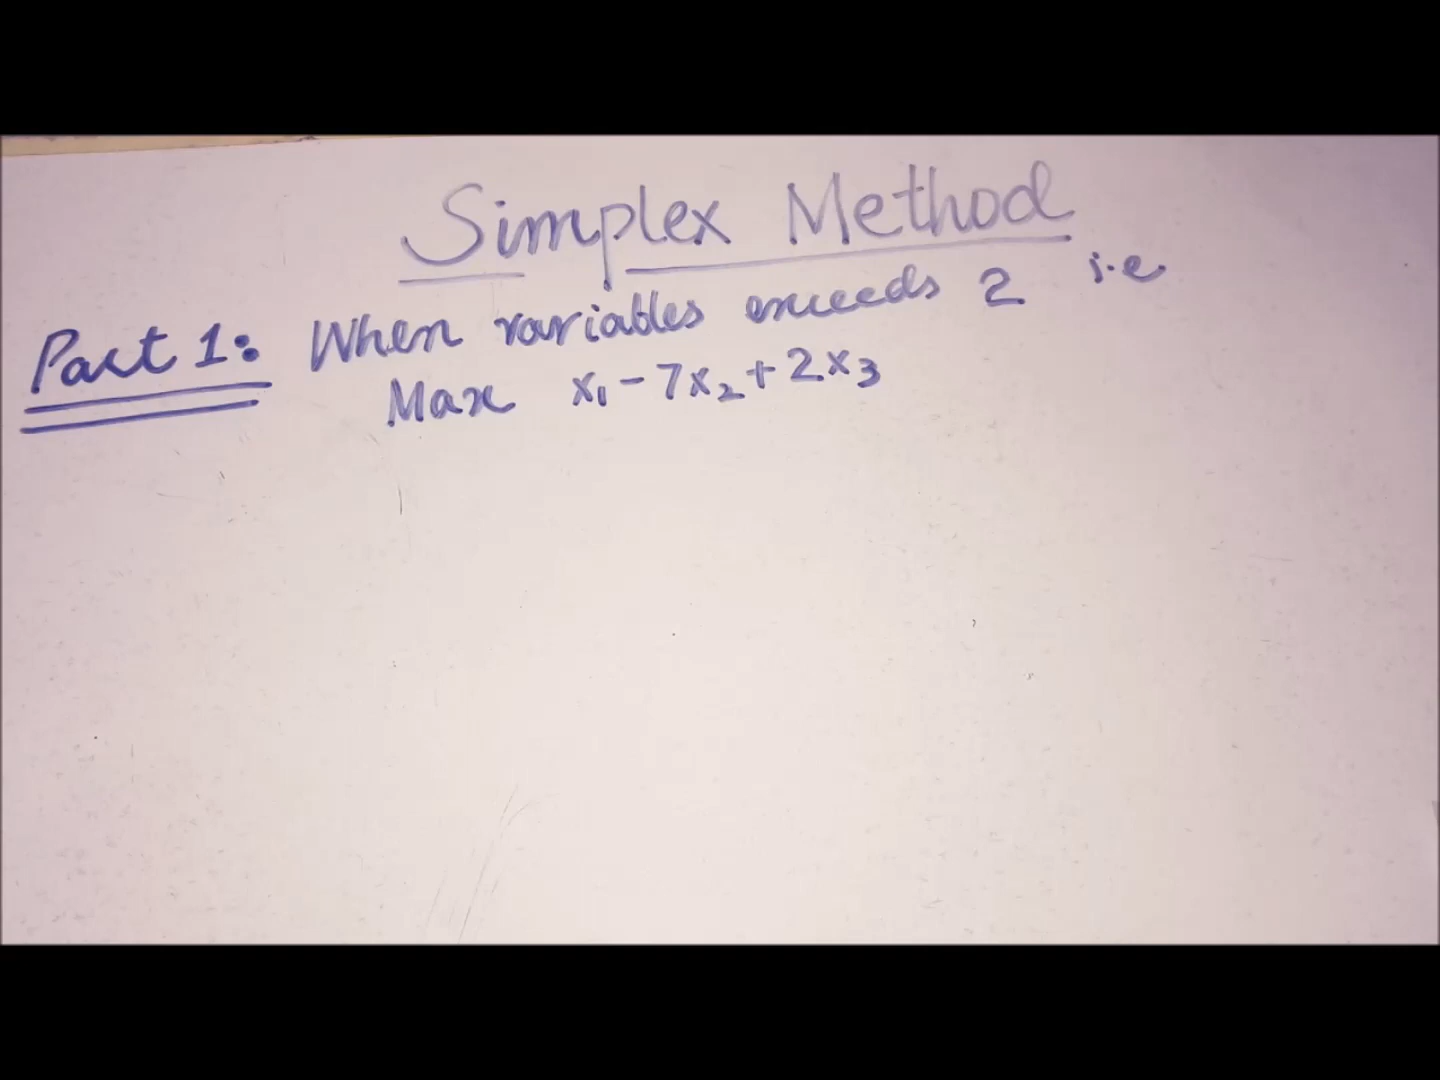 Simplex Method
Part 1: When variables exceeds 2 i.e
Max x₁ - 7x₂ + 2x₃